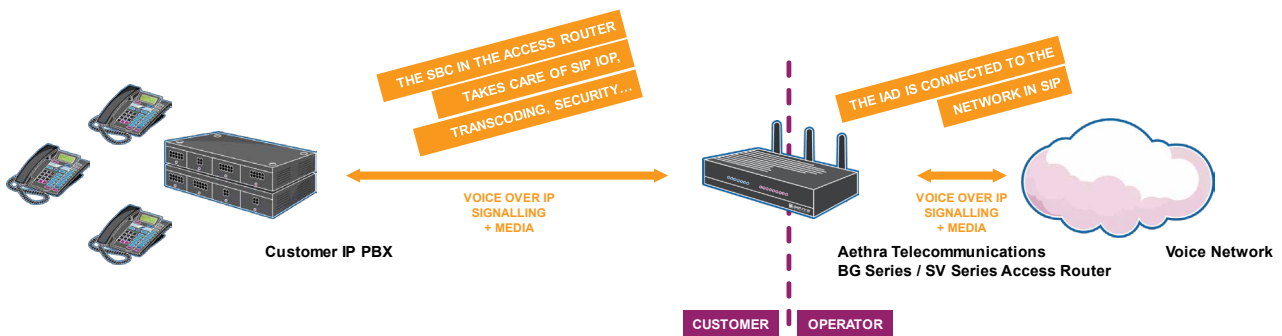 THE SBC IN THE ACCESS ROUTER
TAKES CARE OF SIP IOP,
TRANSCODING, SECURITY…
THE IAD IS CONNECTED TO THE
NETWORK IN SIP
VOICE OVER IP
SIGNALLING
+ MEDIA
VOICE OVER IP
SIGNALLING
+ MEDIA
Customer IP PBX
Aethra Telecommunications
BG Series / SV Series Access Router
Voice Network
CUSTOMER
OPERATOR